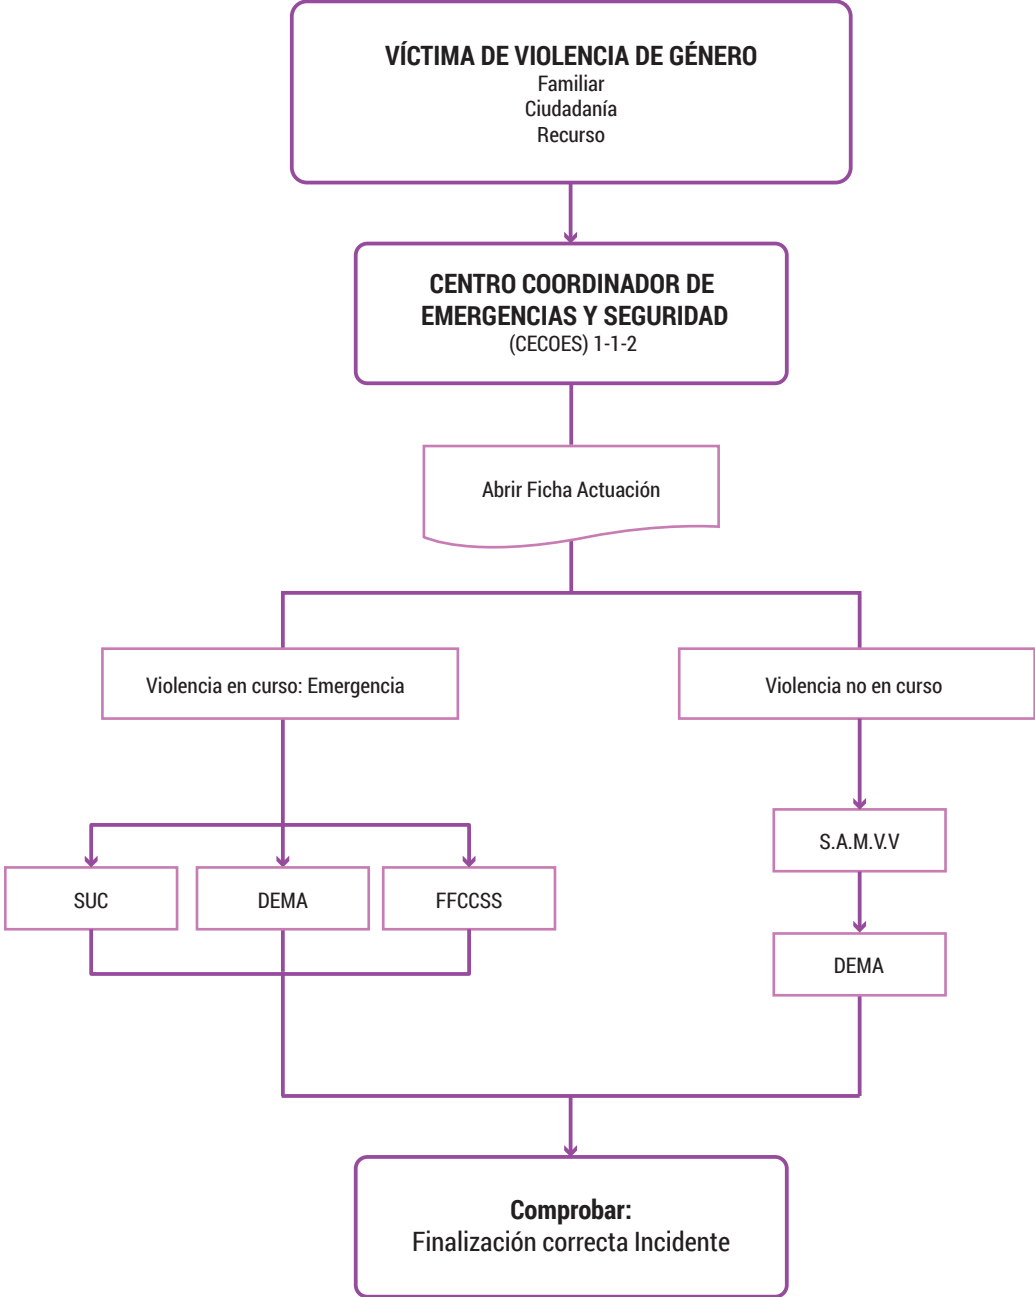 VÍCTIMA DE VIOLENCIA DE GÉNERO
Familiar
Ciudadanía
Recurso
CENTRO COORDINADOR DE
EMERGENCIAS Y SEGURIDAD
(CECOES) 1-1-2
Abrir Ficha Actuación
Violencia en curso: Emergencia
Violencia no en curso
S.A.M.V.V
SUC
DEMA
FFCCSS
DEMA
Comprobar:
Finalización correcta Incidente